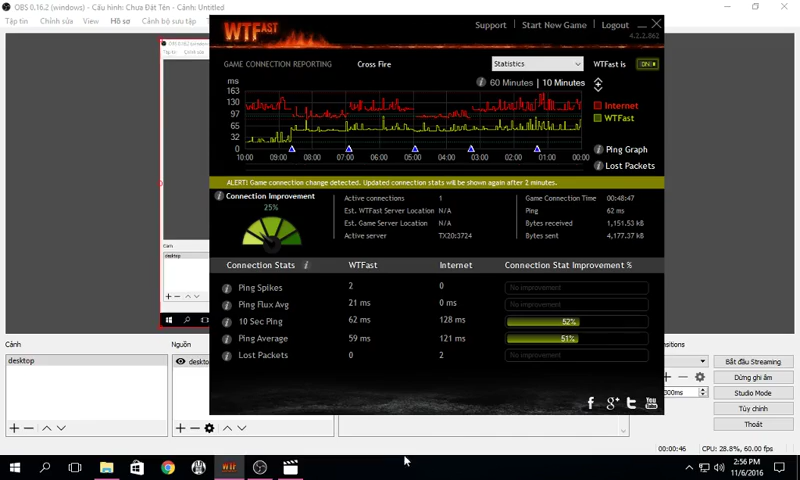 OBS 0.16.2 (windows) - Cấu hình: Chưa Đặt Tên - Cảnh: Untitled
Tập tin Chỉnh sửa View Hồ sơ Cảnh bộ sưu tập
WTFAST
Support Start New Game Logout
4.2.2.862
GAME CONNECTION REPORTING Cross Fire Statistics WTFast is ON
60 Minutes | 10 Minutes
ms
163
130
97
65
32
0
10:00 09:00 08:00 07:00 06:00 05:00 04:00 03:00 02:00 01:00 00:00
Internet
WTFast
Ping Graph
Lost Packets
ALERT! Game connection change detected. Updated connection stats will be shown again after 2 minutes.
Connection Improvement
25%
Active connections 1
Est. WTFast Server Location N/A
Est. Game Server Location N/A
Active server TX20:3724
Game Connection Time 00:48:47
Ping 62 ms
Bytes received 1,151.53 kB
Bytes sent 4,177.37 kB
Connection Stats WTFast Internet Connection Stat Improvement %
Ping Spikes 2 0 No improvement
Ping Flux Avg 21 ms 0 ms No improvement
10 Sec Ping 62 ms 128 ms 52%
Ping Average 59 ms 121 ms 51%
Lost Packets 0 2 No improvement
Cảnh
desktop
Nguồn
deskto
Bắt đầu Streaming
Dừng ghi âm
Studio Mode
Tùy chỉnh
Thoát
300ms
00:00:46 CPU: 28.8%, 60.00 fps
2:56 PM
11/6/2016